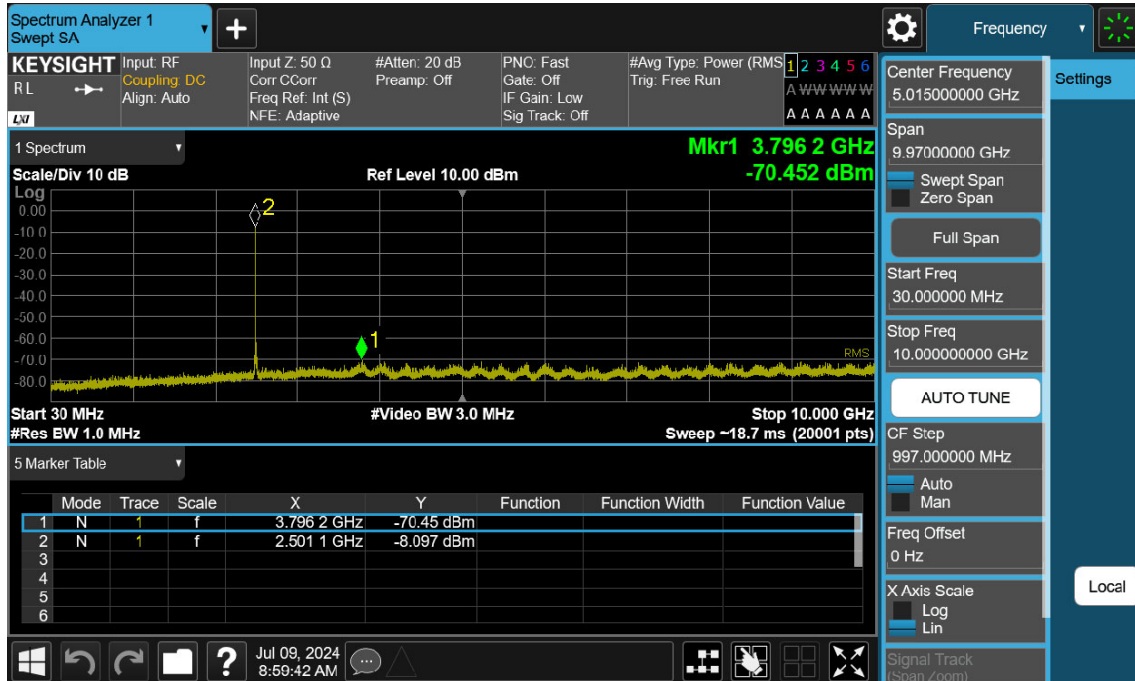 Spectrum Analyzer 1
Swept SA
+
Frequency
KEYSIGHT
RL
LXI
Input: RF
Coupling: DC
Align: Auto
Input Z: 50 Ω
Corr CCorr
Freq Ref: Int (S)
NFE: Adaptive
#Atten: 20 dB
Preamp: Off
PNO: Fast
Gate: Off
IF Gain: Low
Sig Track: Off
#Avg Type: Power (RMS
Trig: Free Run
1 2 3 4 5 6
A W W W W W
A A A A A A
1 Spectrum
Mkr1 3.796 2 GHz
-70.452 dBm
Scale/Div 10 dB
Ref Level 10.00 dBm
Log
0.00
-10.0
-20.0
-30.0
-40.0
-50.0
-60.0
-70.0
-80.0
2
1
RMS
Start 30 MHz
#Video BW 3.0 MHz
Stop 10.000 GHz
#Res BW 1.0 MHz
Sweep ~18.7 ms (20001 pts)
5 Marker Table
Mode Trace Scale X Y Function Function Width Function Value
1 N 1 f 3.796 2 GHz -70.45 dBm
2 N 1 f 2.501 1 GHz -8.097 dBm
3
4
5
6
?
Jul 09, 2024
8:59:42 AM
Center Frequency
5.015000000 GHz
Span
9.97000000 GHz
Swept Span
Zero Span
Full Span
Start Freq
30.000000 MHz
Stop Freq
10.000000000 GHz
AUTO TUNE
CF Step
997.000000 MHz
Auto
Man
Freq Offset
0 Hz
X Axis Scale
Log
Lin
Signal Track
(Span Zoom)
Settings
Local